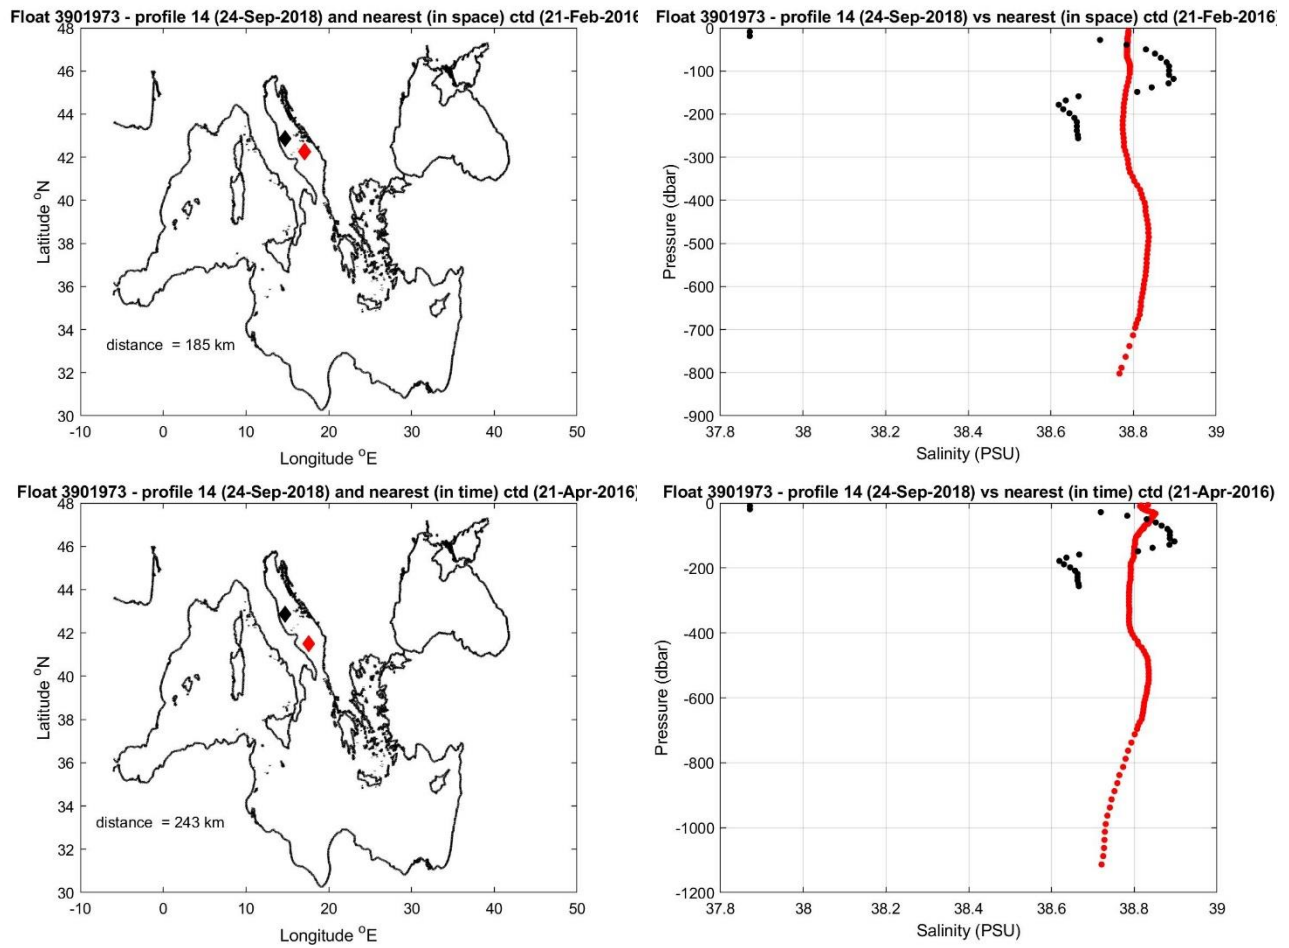 Float 3901973 - profile 14 (24-Sep-2018) and nearest (in space) ctd (21-Feb-2016
48
46
44
42
40
38
36
34
32
30
Latitude °N
distance = 185 km
-10 0 10 20 30 40 50
Longitude °E
Float 3901973 - profile 14 (24-Sep-2018) vs nearest (in space) ctd (21-Feb-2016)
0
-100
-200
-300
-400
-500
-600
-700
-800
-900
Pressure (dbar)
37.8 38 38.2 38.4 38.6 38.8 39
Salinity (PSU)
Float 3901973 - profile 14 (24-Sep-2018) and nearest (in time) ctd (21-Apr-2016)
48
46
44
42
40
38
36
34
32
30
Latitude °N
distance = 243 km
-10 0 10 20 30 40 50
Longitude °E
Float 3901973 - profile 14 (24-Sep-2018) vs nearest (in time) ctd (21-Apr-2016)
0
-200
-400
-600
-800
-1000
-1200
Pressure (dbar)
37.8 38 38.2 38.4 38.6 38.8 39
Salinity (PSU)